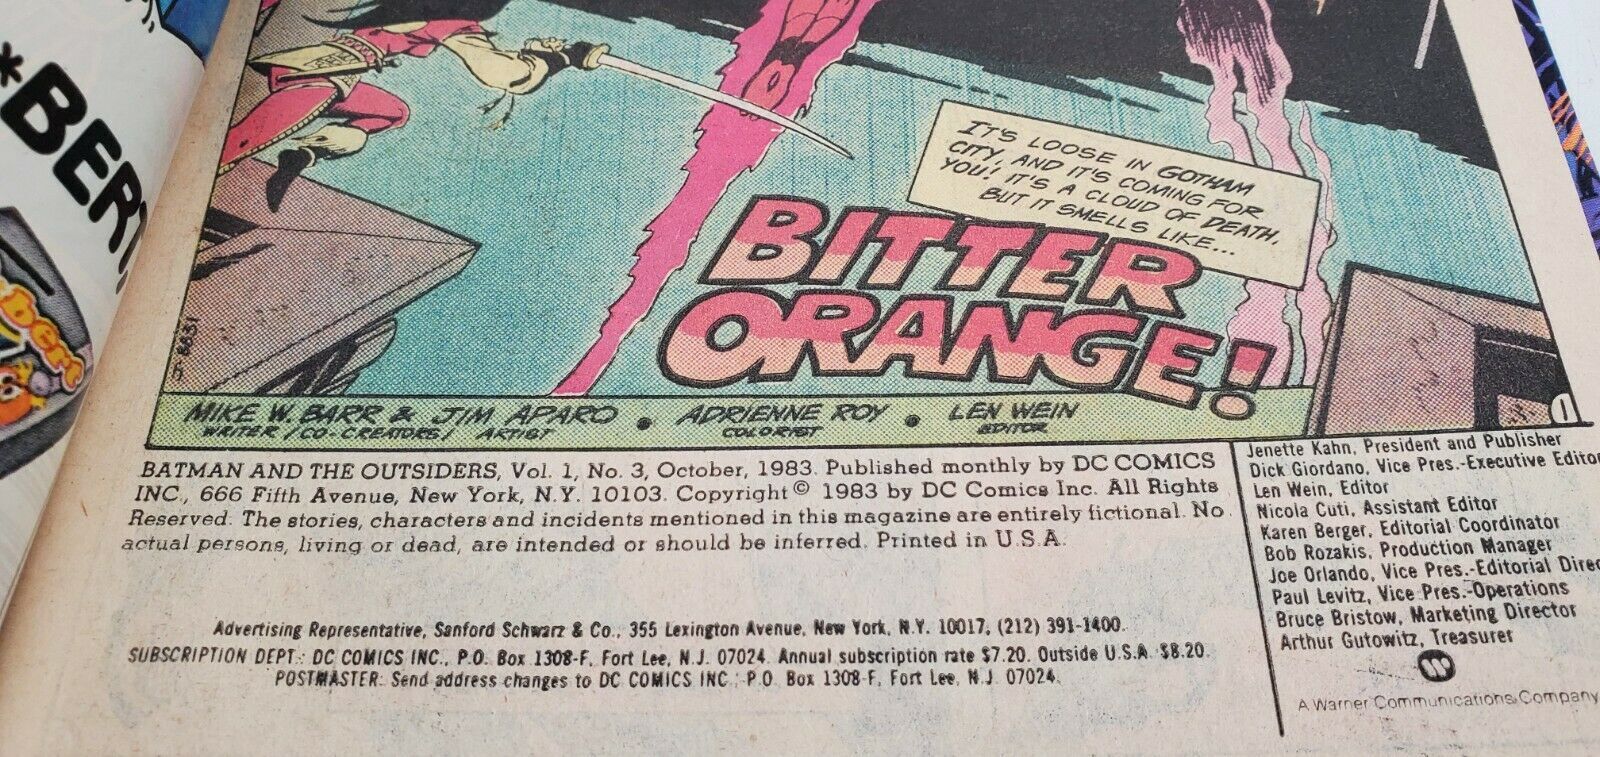 *BER
ber
IT'S LOOSE IN GOTHAM
CITY, AND IT'S COMING FOR
YOU! IT'S A CLOUD OF DEATH,
BUT IT SMELLS LIKE...
BITTER
ORANGE!
MIKE W. BARR & JIM APARO • ADRIENNE ROY • LEN WEIN
WRITER / CO-CREATORS / ARTIST COLORIST EDITOR
1
BATMAN AND THE OUTSIDERS, Vol. 1, No. 3, October, 1983. Published monthly by DC COMICS
INC., 666 Fifth Avenue, New York, N.Y. 10103. Copyright © 1983 by DC Comics Inc. All Rights
Reserved. The stories, characters and incidents mentioned in this magazine are entirely fictional. No
actual persons, living or dead, are intended or should be inferred. Printed in U.S.A.
Advertising Representative, Sanford Schwarz & Co., 355 Lexington Avenue, New York, N.Y. 10017, (212) 391-1400.
SUBSCRIPTION DEPT.: DC COMICS INC., P.O. Box 1308-F, Fort Lee, N.J. 07024. Annual subscription rate $7.20. Outside U.S.A. $8.20.
POSTMASTER: Send address changes to DC COMICS INC., P.O. Box 1308-F, Fort Lee, N.J. 07024.
Jenette Kahn, President and Publisher
Dick Giordano, Vice Pres.-Executive Editor
Len Wein, Editor
Nicola Cuti, Assistant Editor
Karen Berger, Editorial Coordinator
Bob Rozakis, Production Manager
Joe Orlando, Vice Pres.-Editorial Direc
Paul Levitz, Vice Pres.-Operations
Bruce Bristow, Marketing Director
Arthur Gutowitz, Treasurer
A Warner Communications Company